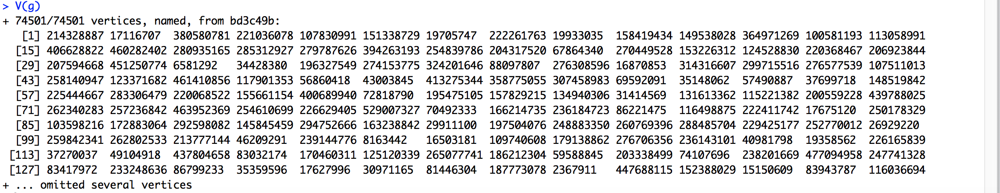 > V(g)
+ 74501/74501 vertices, named, from bd3c49b:
[1] 214328887 17116707 380580781 221036078 107830991 151338729 19705747 222261763 19933035 158419434 149538028 364971269 100581193 113058991
[15] 406628822 460282402 280935165 285312927 279787626 394263193 254839786 204317520 67864340 270449528 153226312 124528830 220368467 206923844
[29] 207594668 451250774 6581292 34428380 196327549 274153775 324201646 88097807 276308596 16870853 314316607 299715516 276577539 107511013
[43] 258140947 123371682 461410856 117901353 56860418 43003845 413275344 358775055 307458983 69592091 35148062 57490887 37699718 148519842
[57] 225444667 283306479 220068522 155661154 400689940 72818790 195475105 157829215 134940306 31414569 131613362 115221382 200559228 439788025
[71] 262340283 257236842 463952369 254610699 226629405 529007327 70492333 166214735 236184723 86221475 116498875 222411742 17675120 250178329
[85] 103598216 172883064 292598082 145845459 294752666 163238842 29911100 197504076 248883350 260769396 288485704 229425177 252770012 26929220
[99] 259842341 262802533 213777144 46209291 239144776 8163442 16503181 109740608 179138862 276706356 236143101 40981798 19358562 226165839
[113] 37270037 49104918 437804658 83032174 170460311 125120339 265077741 186212304 59588845 203338499 74107696 238201669 477094958 247741328
[127] 83417972 233248636 86799233 35359596 17627996 30971165 81446304 187773078 2367911 447688115 152388029 15150609 83943787 116036694
+ ... omitted several vertices